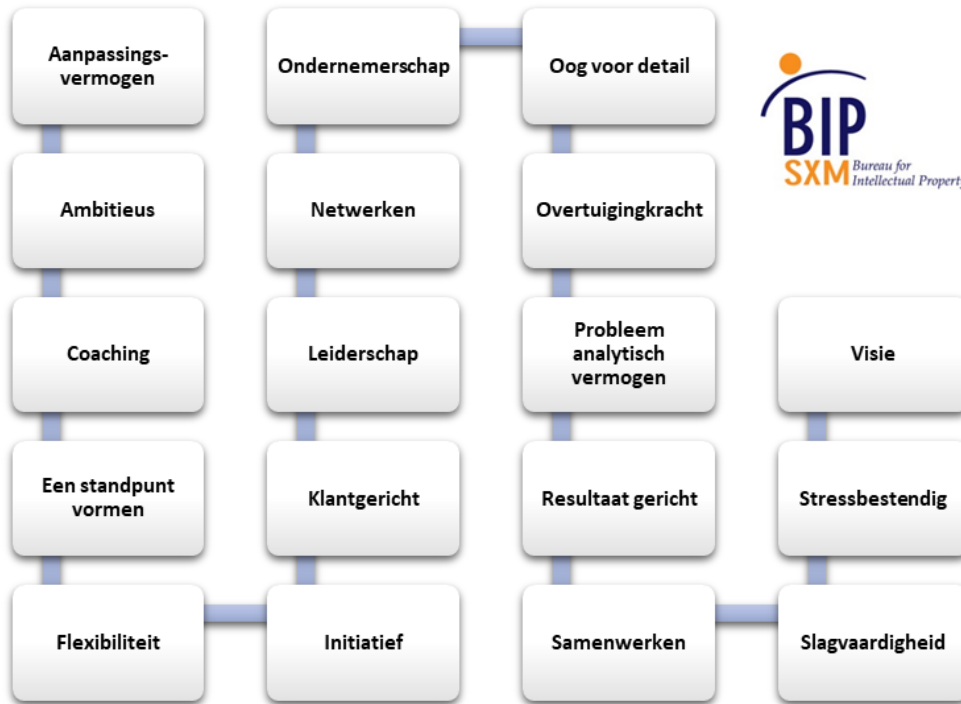 Aanpassings-
vermogen
Ambitieus
Coaching
Een standpunt
vormen
Flexibiliteit
Initiatief
Klantgericht
Leiderschap
Netwerken
Ondernemerschap
Oog voor detail
Overtuigingkracht
Probleem
analytisch
vermogen
Resultaat gericht
Samenwerken
Slagvaardigheid
Stressbestendig
Visie
BIP
SXM Bureau for
Intellectual Property